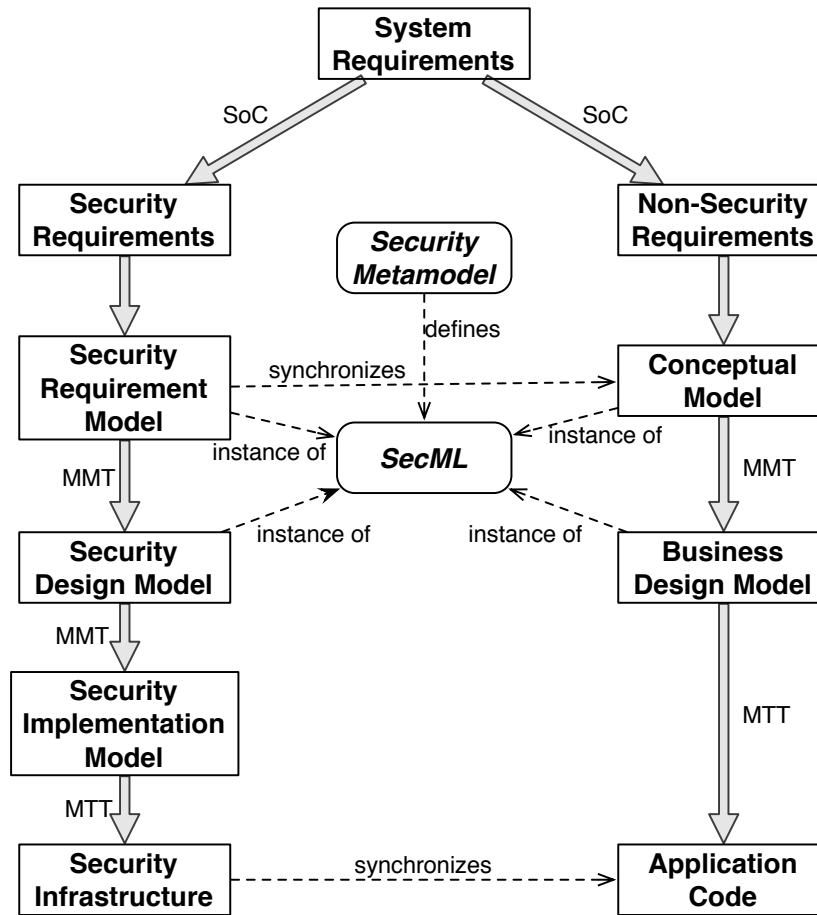 System
Requirements
SoC
SoC
Security
Requirements
Non-Security
Requirements
Security
Metamodel
defines
Security
Requirement
Model
synchronizes
Conceptual
Model
instance of
SecML
instance of
MMT
MMT
instance of
instance of
Security
Design Model
Business
Design Model
MMT
Security
Implementation
Model
MTT
MTT
Security
Infrastructure
synchronizes
Application
Code